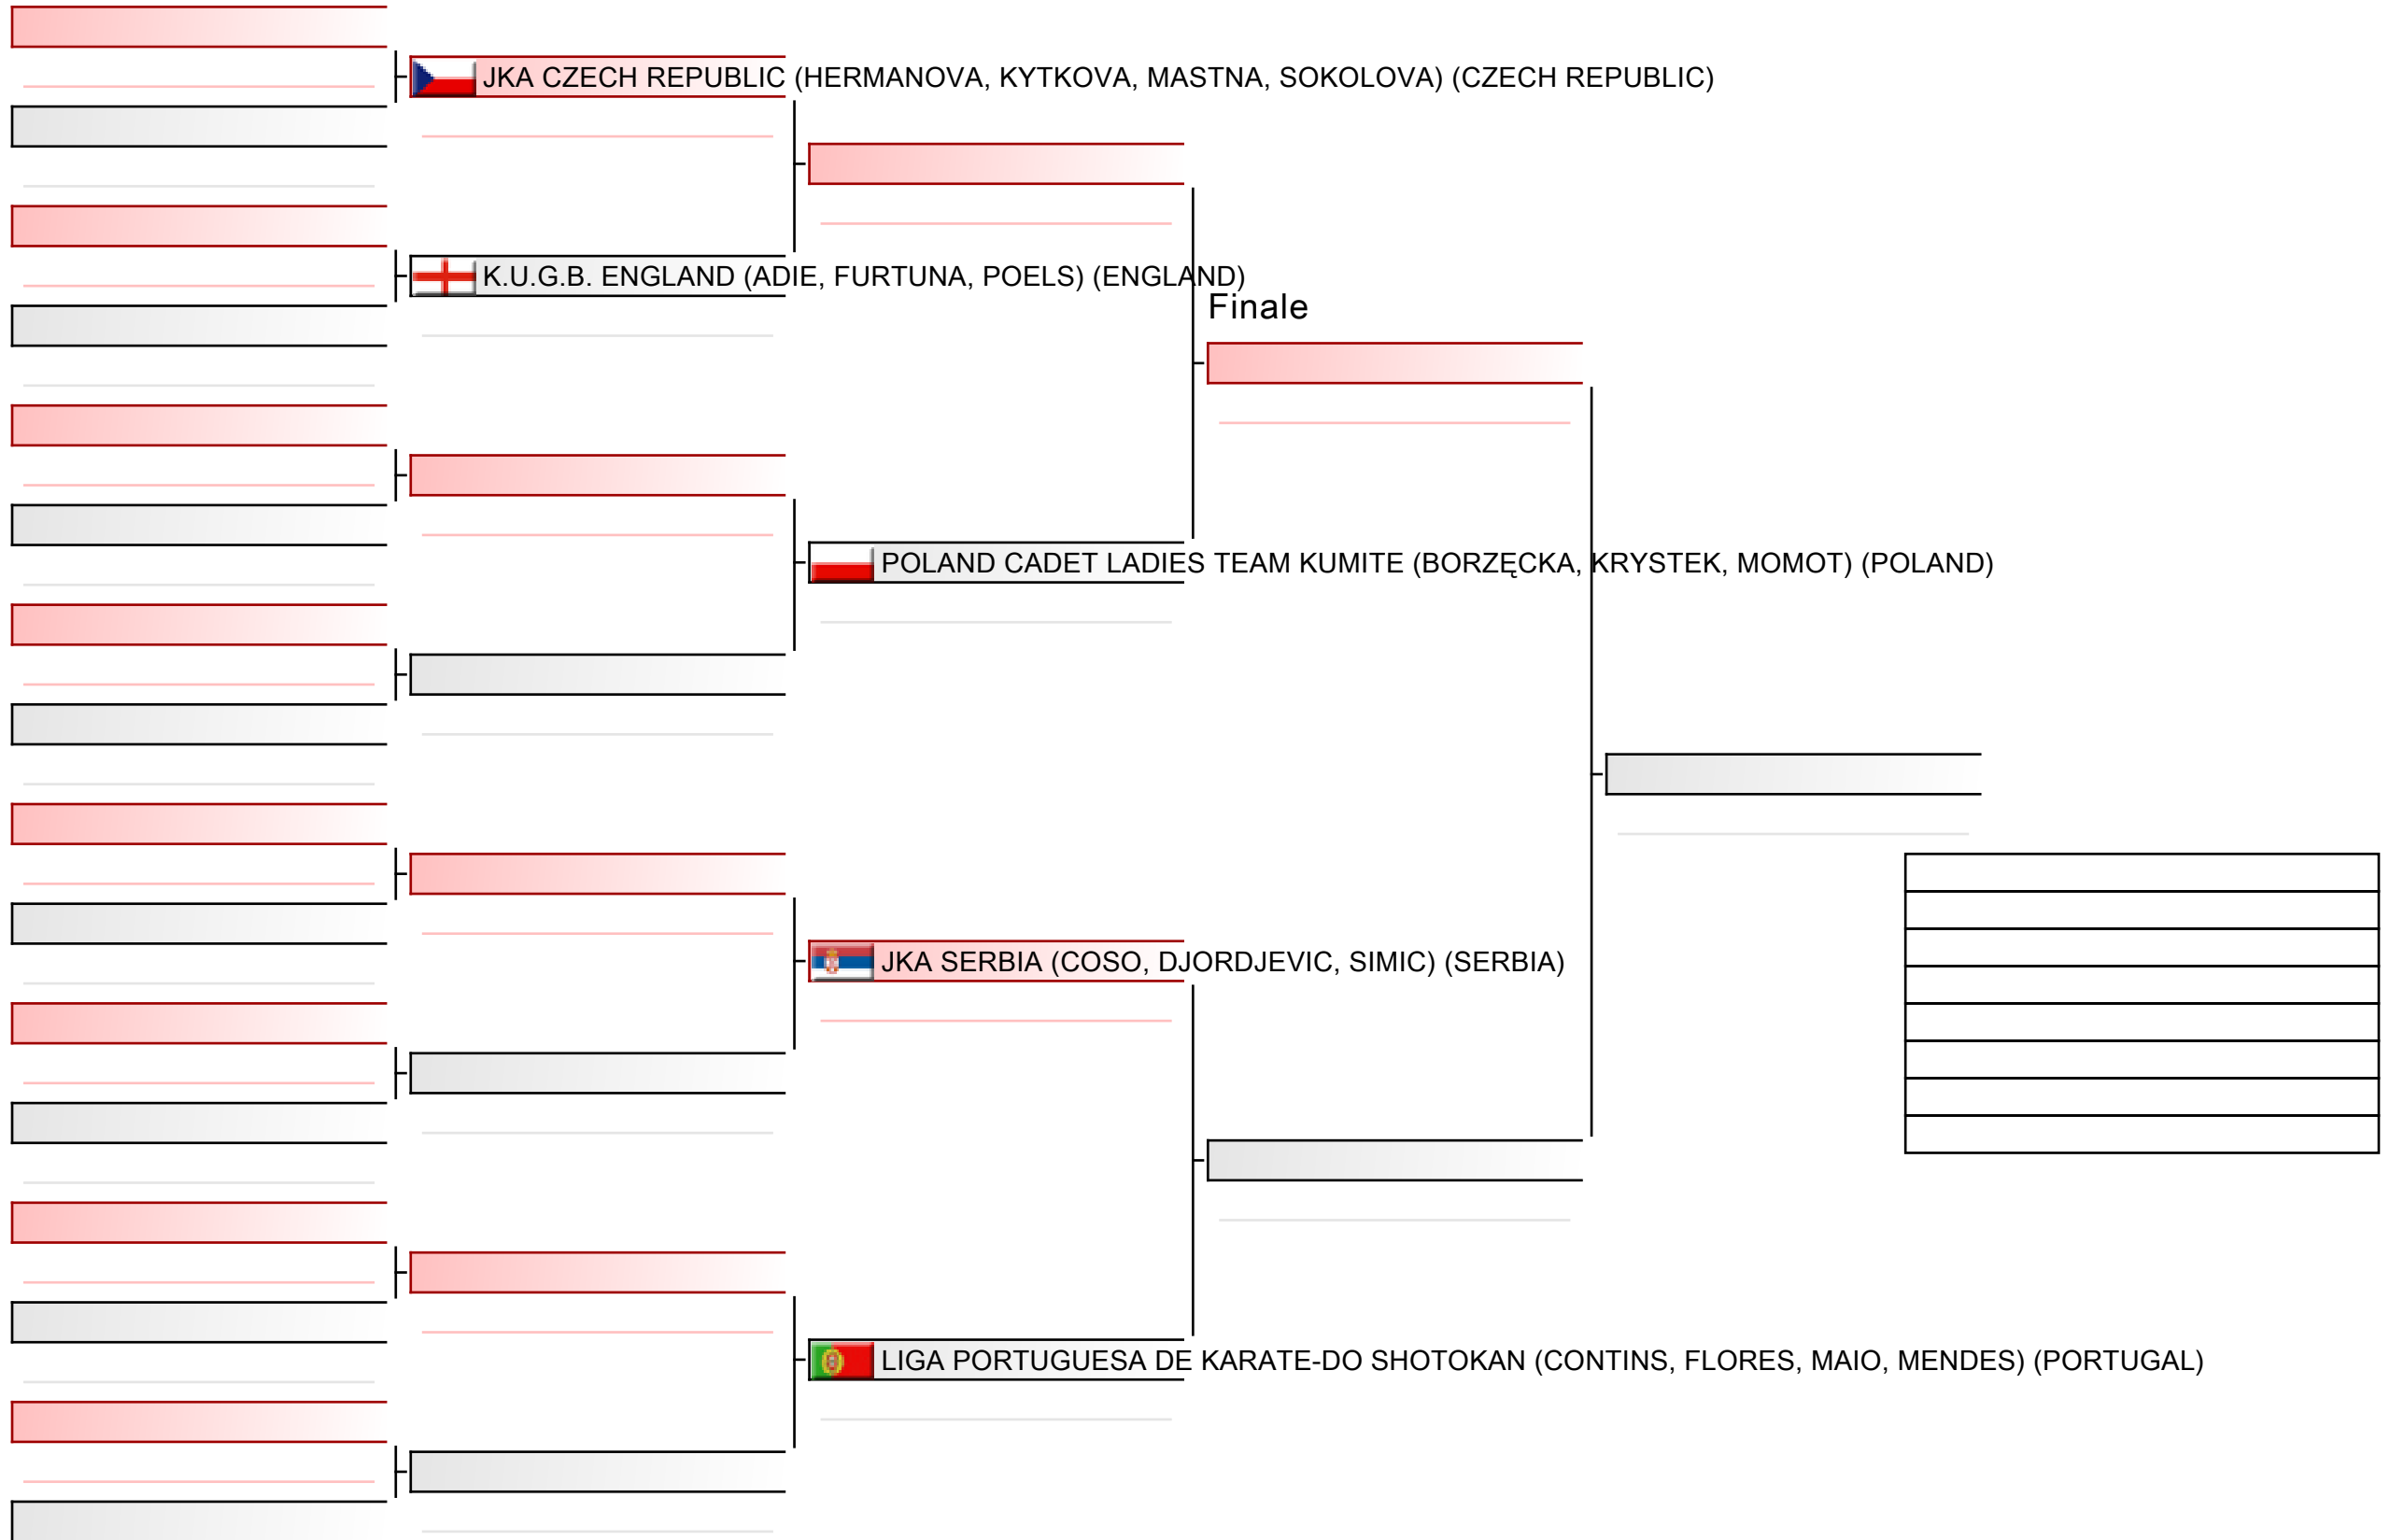 JKA CZECH REPUBLIC (HERMANOVA, KYTKOVA, MASTNA, SOKOLOVA) (CZECH REPUBLIC)
K.U.G.B. ENGLAND (ADIE, FURTUNA, POELS) (ENGLAND)
Finale
POLAND CADET LADIES TEAM KUMITE (BORZĘCKA, KRYSTEK, MOMOT) (POLAND)
JKA SERBIA (COSO, DJORDJEVIC, SIMIC) (SERBIA)
LIGA PORTUGUESA DE KARATE-DO SHOTOKAN (CONTINS, FLORES, MAIO, MENDES) (PORTUGAL)